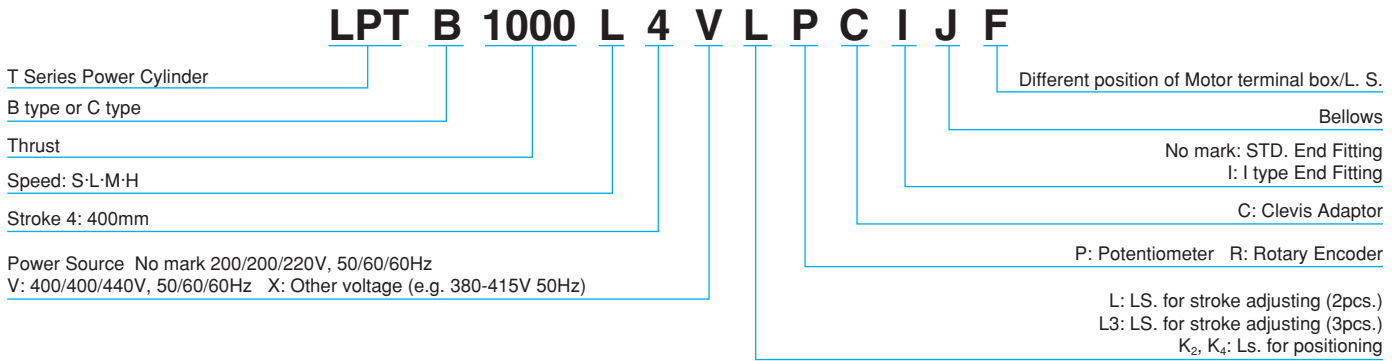 LPT B 1000 L 4 V L P C I J F
T Series Power Cylinder
B type or C type
Thrust
Speed: S·L·M·H
Stroke 4: 400mm
Power Source No mark 200/200/220V, 50/60/60Hz
V: 400/400/440V, 50/60/60Hz X: Other voltage (e.g. 380-415V 50Hz)
Different position of Motor terminal box/L. S.
Bellows
No mark: STD. End Fitting
I: I type End Fitting
C: Clevis Adaptor
P: Potentiometer R: Rotary Encoder
L: LS. for stroke adjusting (2pcs.)
L3: LS. for stroke adjusting (3pcs.)
K₂, K₄: Ls. for positioning